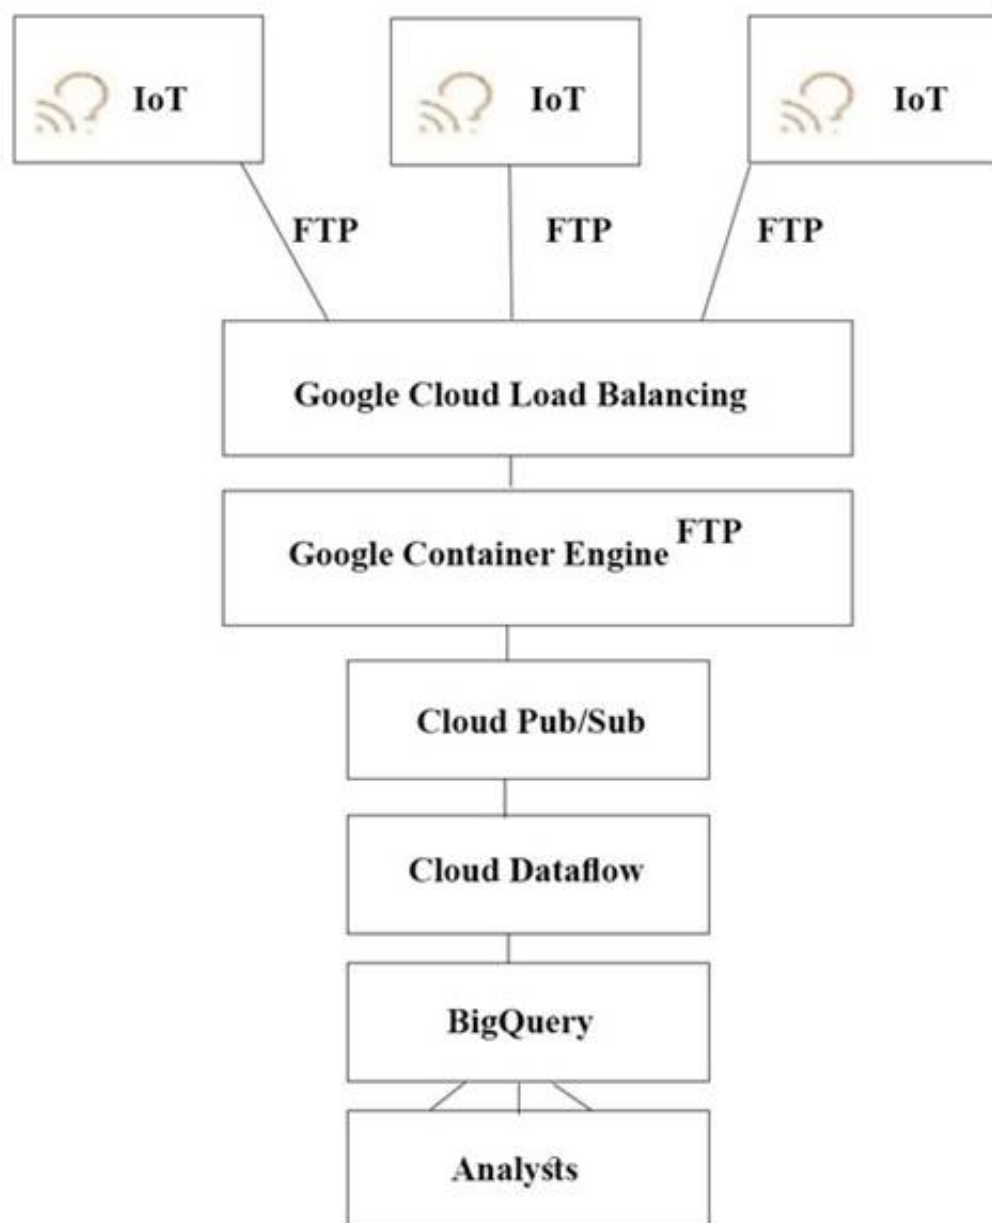 IoT
IoT
IoT
FTP
FTP
FTP
Google Cloud Load Balancing
Google Container Engine FTP
Cloud Pub/Sub
Cloud Dataflow
BigQuery
Analysts